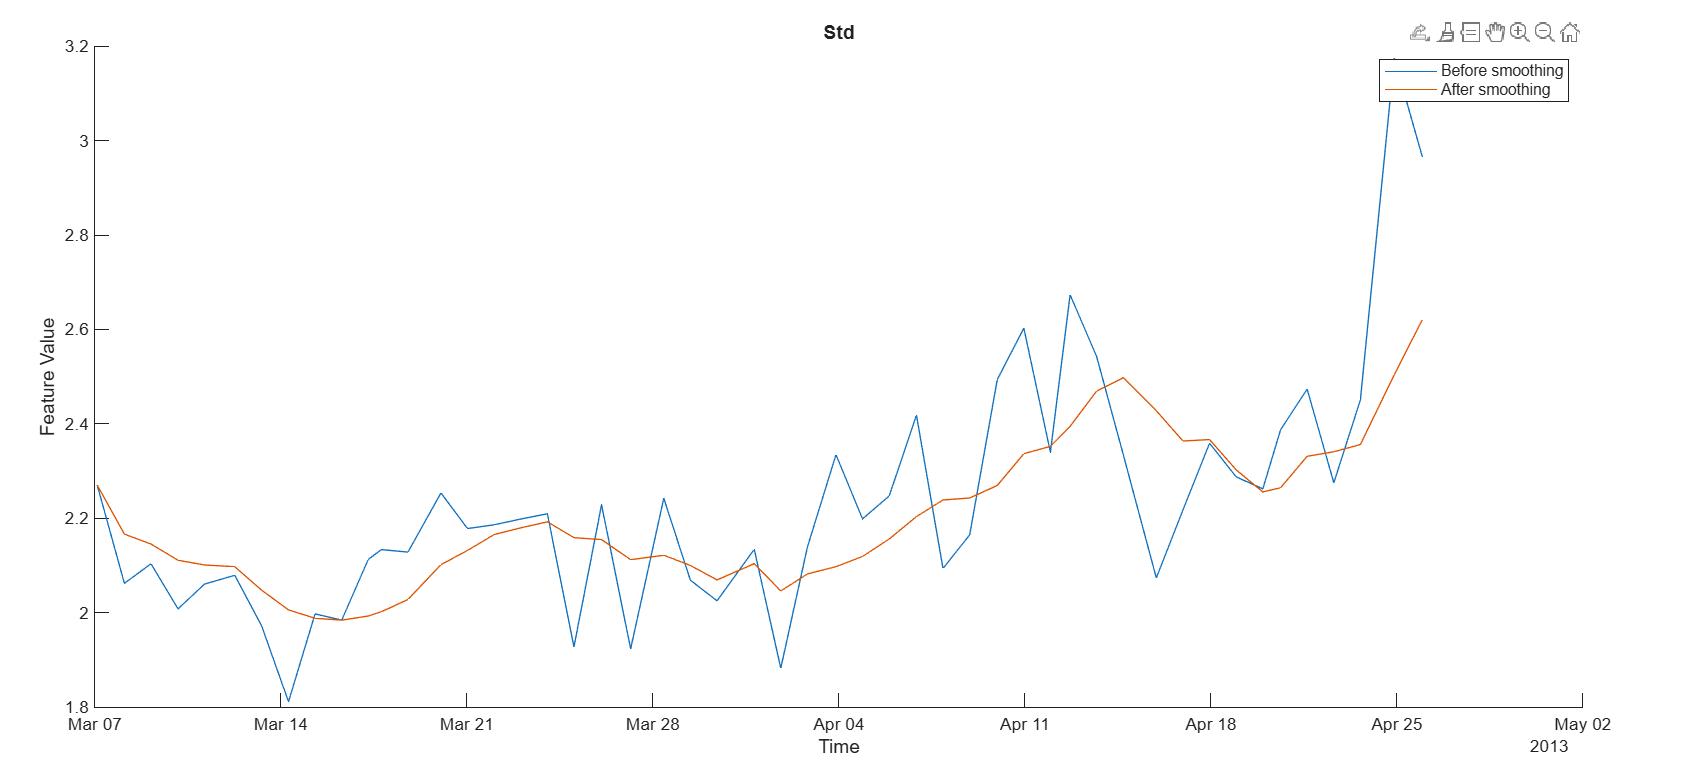 Std
Before smoothing
After smoothing
3.2
3
2.8
2.6
2.4
2.2
2
1.8
Feature Value
Mar 07 Mar 14 Mar 21 Mar 28 Apr 04 Apr 11 Apr 18 Apr 25 May 02
Time
2013